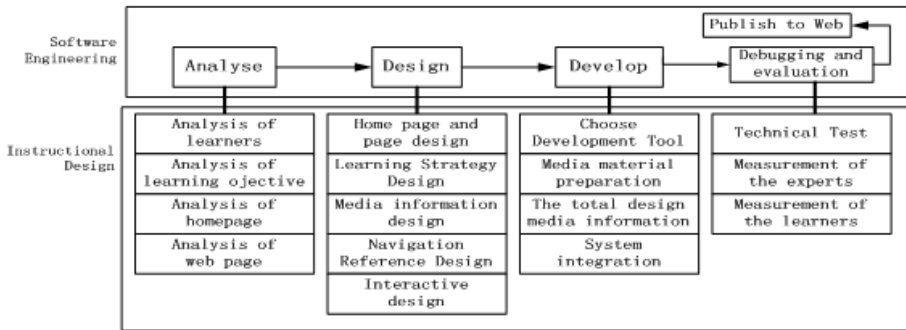 Publish to Web
Software
Engineering
Analyse
Design
Develop
Debugging and
evaluation
Instructional
Design
Analysis of
learners
Analysis of
learning ojective
Analysis of
homepage
Analysis of
web page
Home page and
page design
Learning Strategy
Design
Media information
design
Navigation
Reference Design
Interactive
design
Choose
Development Tool
Media material
preparation
The total design
media information
System
integration
Technical Test
Measurement of
the experts
Measurement of
the learners